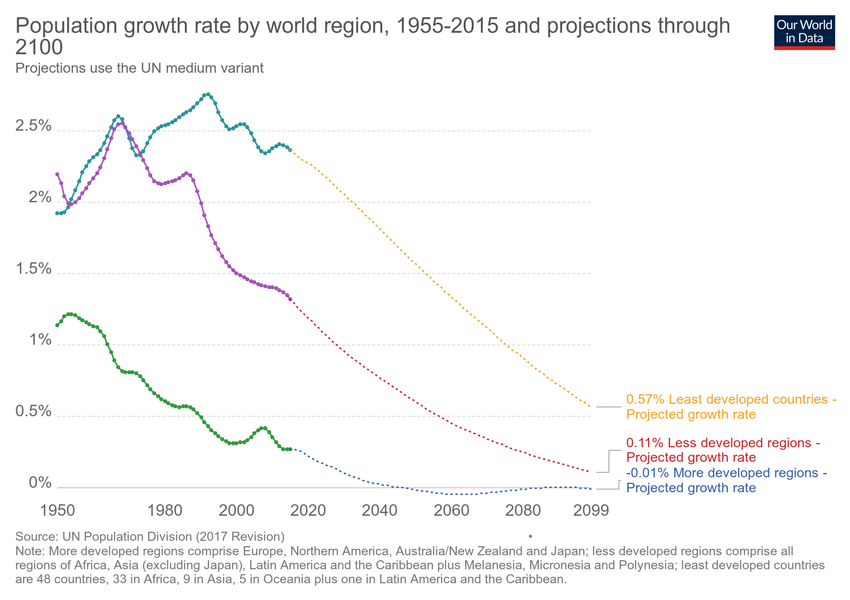 Population growth rate by world region, 1955-2015 and projections through
2100
Our World
in Data
Projections use the UN medium variant
2.5%
2%
1.5%
1%
0.5%
0%
0.57% Least developed countries -
Projected growth rate
0.11% Less developed regions -
Projected growth rate
-0.01% More developed regions -
Projected growth rate
1950 1980 2000 2020 2040 2060 2080 2099
Source: UN Population Division (2017 Revision)
Note: More developed regions comprise Europe, Northern America, Australia/New Zealand and Japan; less developed regions comprise all
regions of Africa, Asia (excluding Japan), Latin America and the Caribbean plus Melanesia, Micronesia and Polynesia; least developed countries
are 48 countries, 33 in Africa, 9 in Asia, 5 in Oceania plus one in Latin America and the Caribbean.